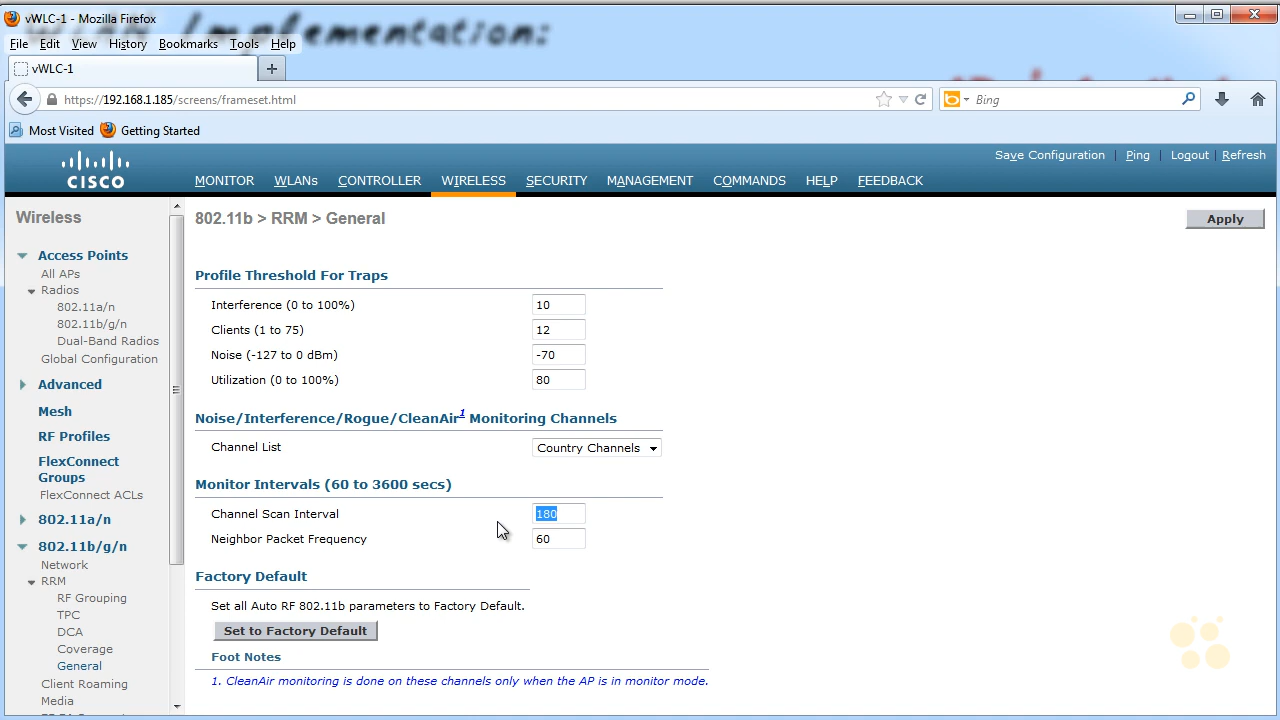 vWLC-1 - Mozilla Firefox
Implementation:
File Edit View History Bookmarks Tools Help
vWLC-1 +
https://192.168.1.185/screens/frameset.html Bing
Most Visited Getting Started
Save Configuration | Ping | Logout | Refresh
CISCO MONITOR WLANs CONTROLLER WIRELESS SECURITY MANAGEMENT COMMANDS HELP FEEDBACK
Wireless
Access Points
All APs
Radios
802.11a/n
802.11b/g/n
Dual-Band Radios
Global Configuration
Advanced
Mesh
RF Profiles
FlexConnect
Groups
FlexConnect ACLs
802.11a/n
802.11b/g/n
Network
RRM
RF Grouping
TPC
DCA
Coverage
General
Client Roaming
Media
802.11b > RRM > General Apply
Profile Threshold For Traps
Interference (0 to 100%) 10
Clients (1 to 75) 12
Noise (-127 to 0 dBm) -70
Utilization (0 to 100%) 80
Noise/Interference/Rogue/CleanAir1 Monitoring Channels
Channel List Country Channels
Monitor Intervals (60 to 3600 secs)
Channel Scan Interval 180
Neighbor Packet Frequency 60
Factory Default
Set all Auto RF 802.11b parameters to Factory Default.
Set to Factory Default
Foot Notes
1. CleanAir monitoring is done on these channels only when the AP is in monitor mode.